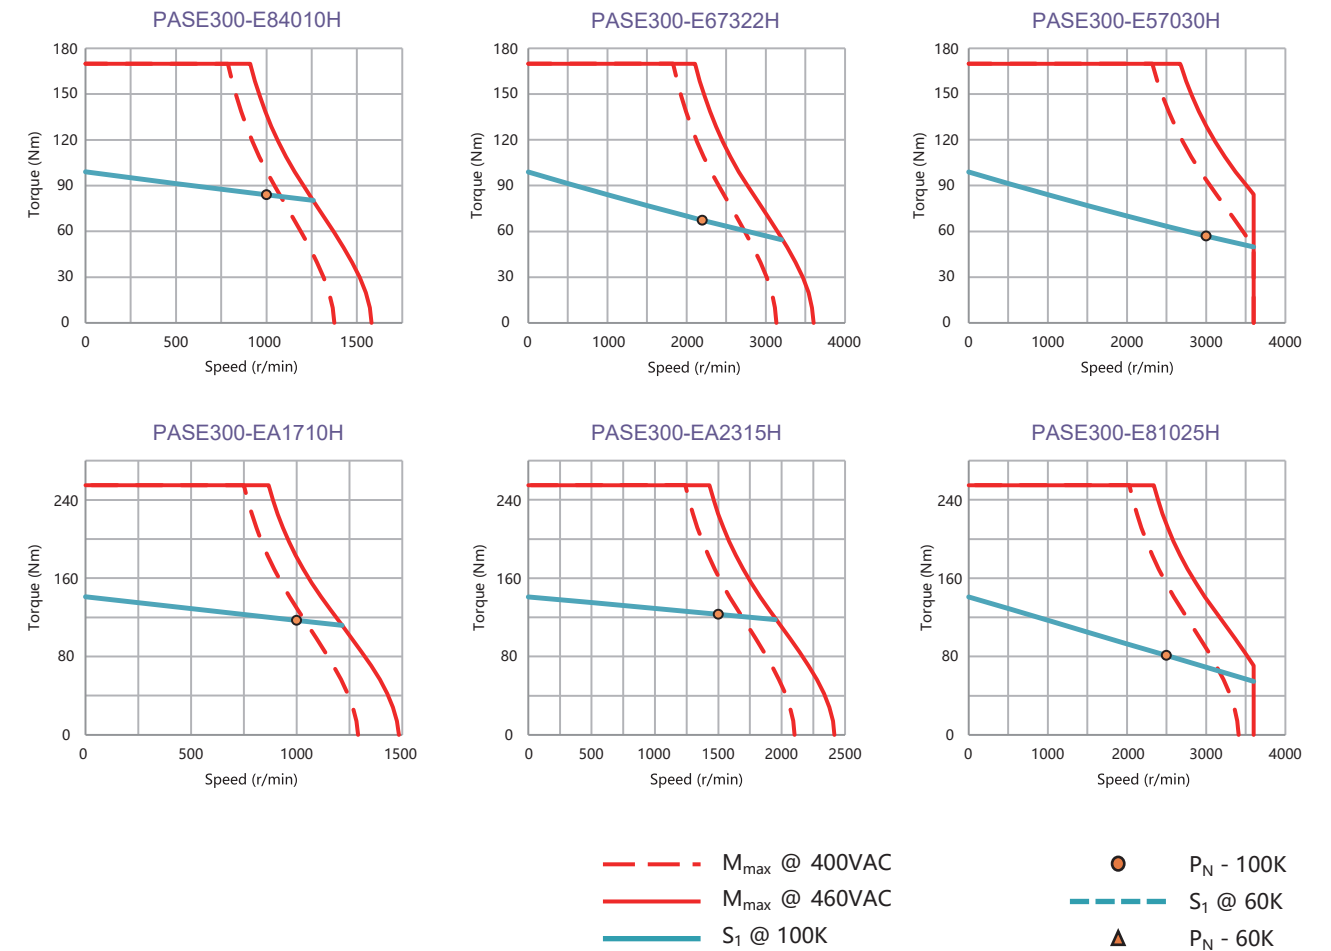 PASE300-E84010H
PASE300-E67322H
PASE300-E57030H
180
150
120
90
60
30
0
Torque (Nm)
0 500 1000 1500
Speed (r/min)
180
150
120
90
60
30
0
Torque (Nm)
0 1000 2000 3000 4000
Speed (r/min)
180
150
120
90
60
30
0
Torque (Nm)
0 1000 2000 3000 4000
Speed (r/min)
PASE300-EA1710H
PASE300-EA2315H
PASE300-E81025H
240
160
80
0
Torque (Nm)
0 500 1000 1500
Speed (r/min)
240
160
80
0
Torque (Nm)
0 500 1000 1500 2000 2500
Speed (r/min)
240
160
80
0
Torque (Nm)
0 1000 2000 3000 4000
Speed (r/min)
Mmax @ 400VAC
Mmax @ 460VAC
S1 @ 100K
PN - 100K
S1 @ 60K
PN - 60K